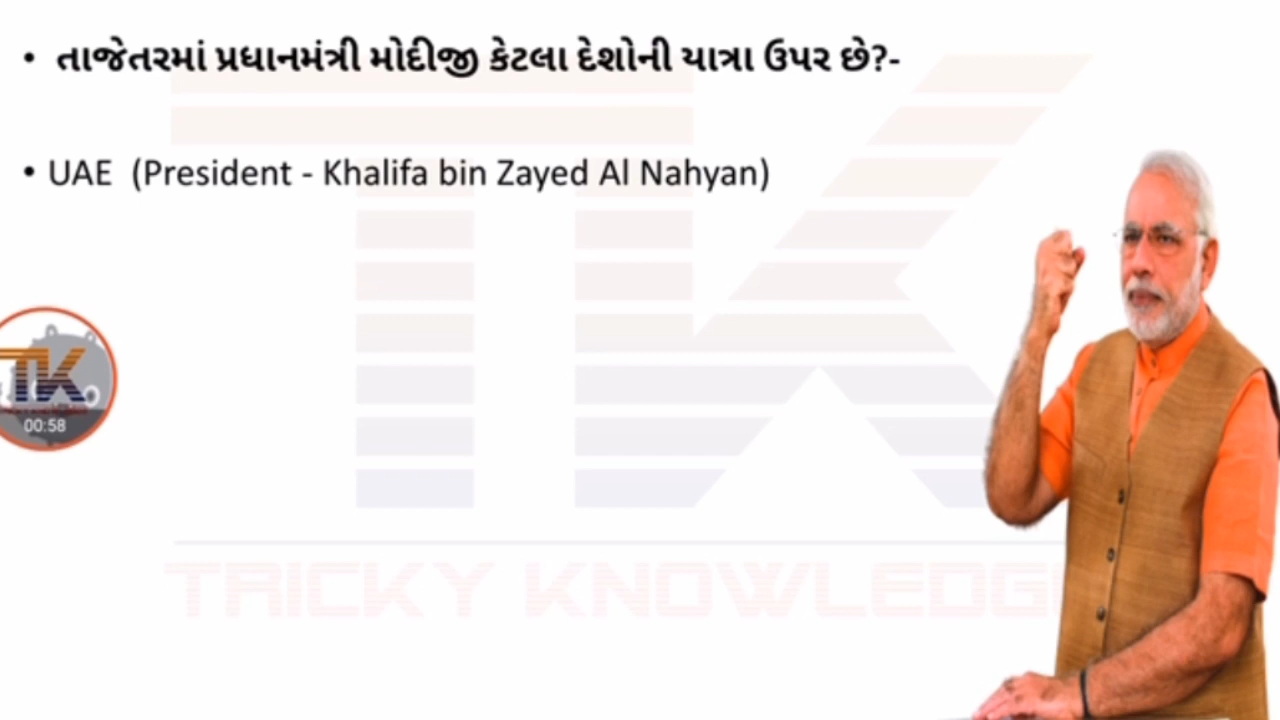 • તાજેતરમાં પ્રધાનમંત્રી મોદીજી કેટલા દેશોની યાત્રા ઉપર છે?-
• UAE (President - Khalifa bin Zayed Al Nahyan)
TK
00:58
TRICKY KNOWLEDG